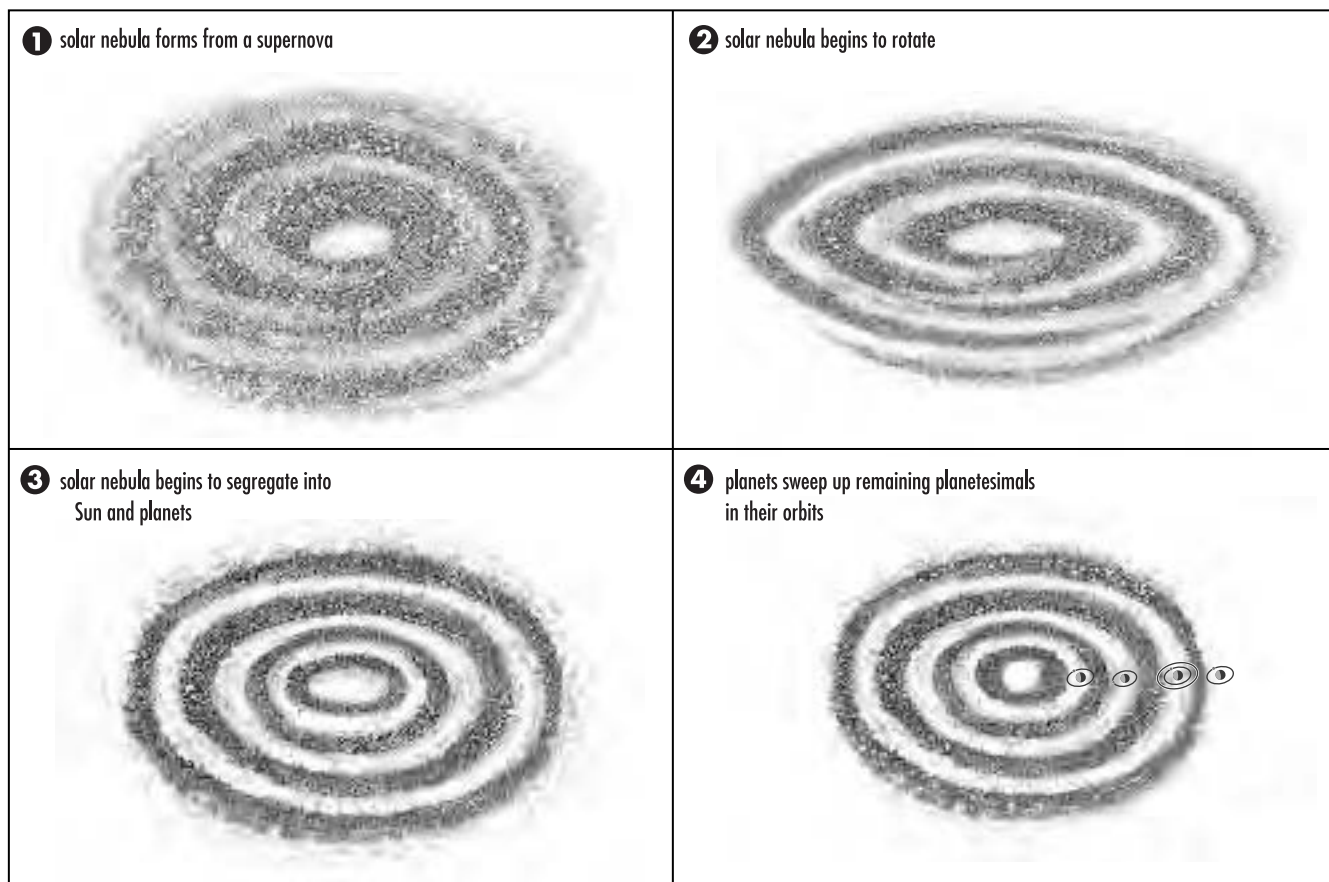 1 solar nebula forms from a supernova
2 solar nebula begins to rotate
3 solar nebula begins to segregate into
Sun and planets
4 planets sweep up remaining planetesimals
in their orbits